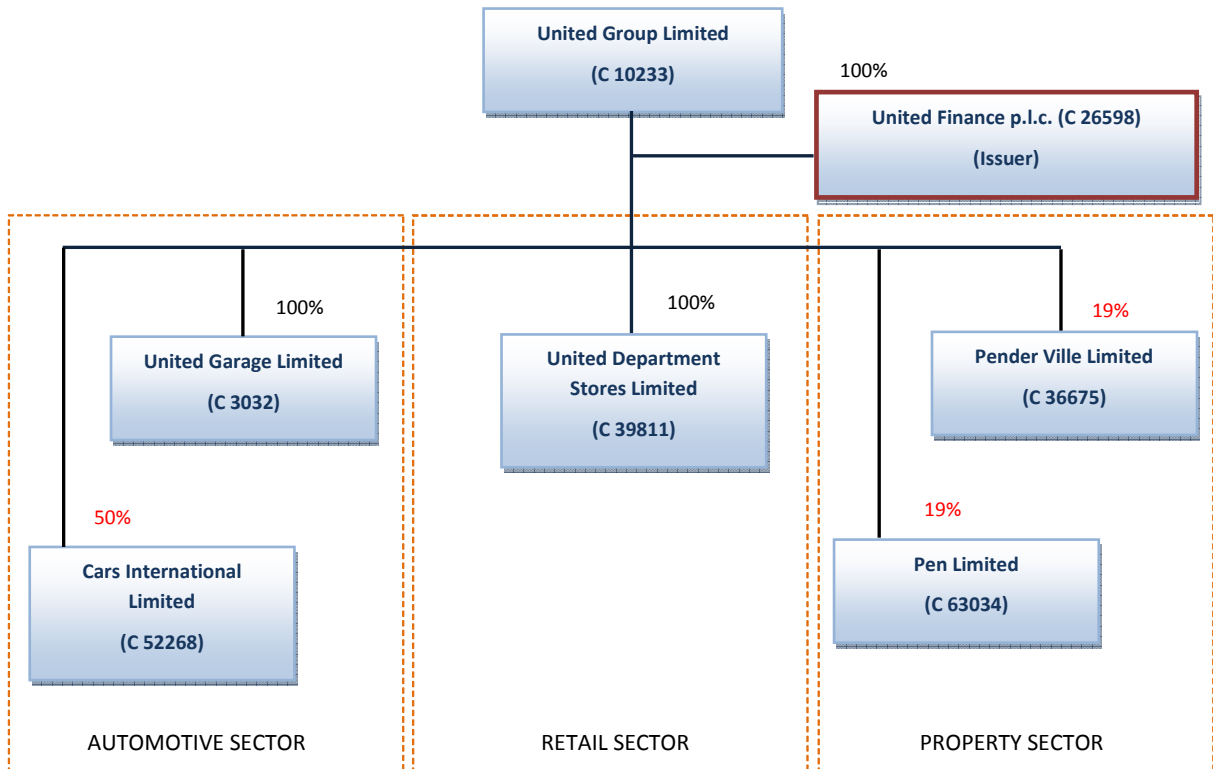 United Group Limited
(C 10233)
100%
United Finance p.l.c. (C 26598)
(Issuer)
100%
United Garage Limited
(C 3032)
50%
Cars International
Limited
(C 52268)
AUTOMOTIVE SECTOR
100%
United Department
Stores Limited
(C 39811)
RETAIL SECTOR
19%
Pender Ville Limited
(C 36675)
19%
Pen Limited
(C 63034)
PROPERTY SECTOR